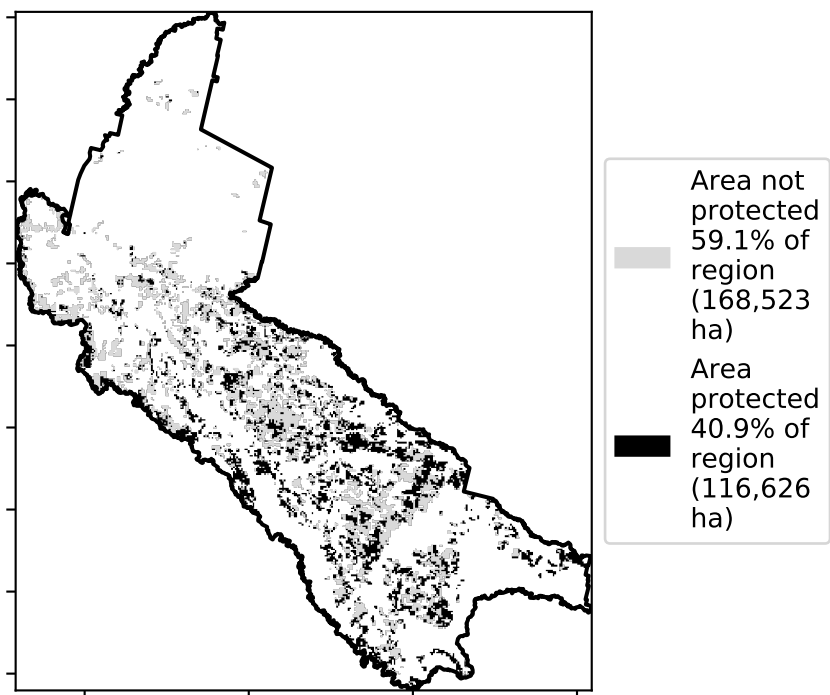 Area not
protected
59.1% of
region
(168,523
ha)
Area
protected
40.9% of
region
(116,626
ha)